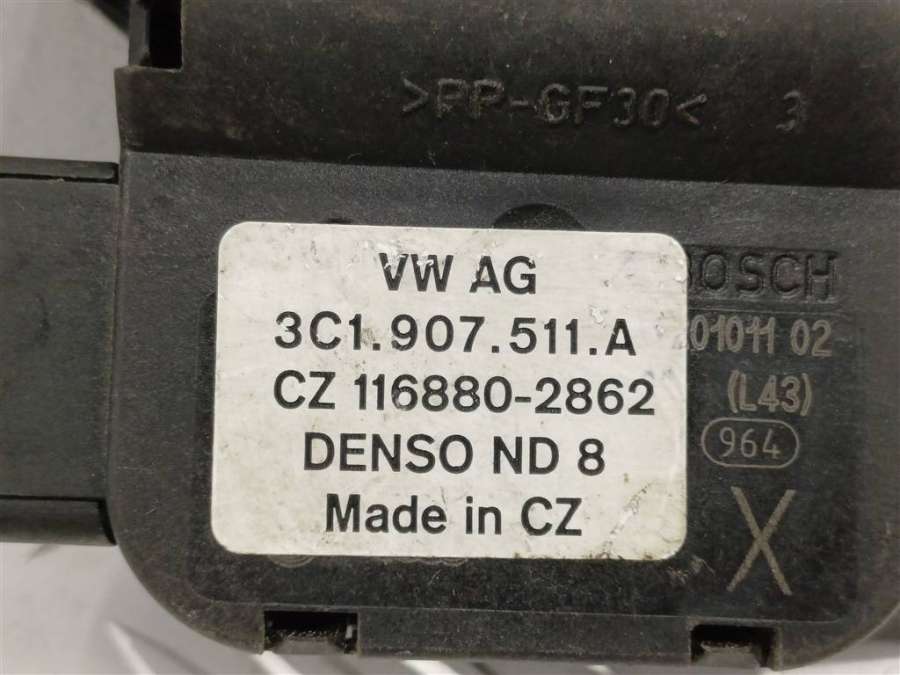 >PP-GF30< 3
VW AG
3C1.907.511.A
CZ 116880-2862
DENSO ND 8
Made in CZ
BOSCH
01011 02
(L43)
964
X